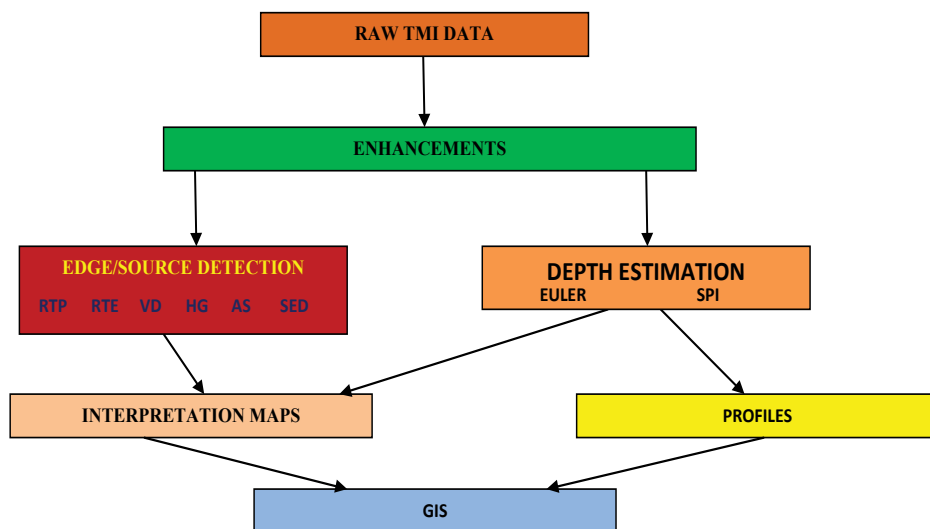 RAW TMI DATA
ENHANCEMENTS
EDGE/SOURCE DETECTION
RTP RTE VD HG AS SED
DEPTH ESTIMATION
EULER SPI
INTERPRETATION MAPS
PROFILES
GIS